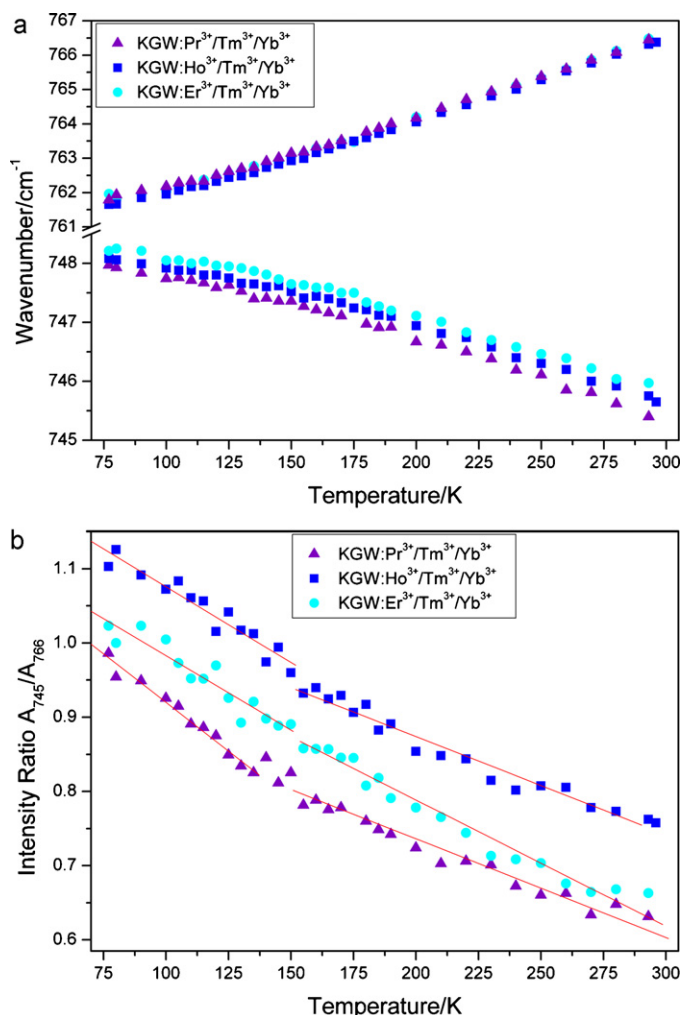 a
767
766
765
764
763
762
761
748
747
746
745
Wavenumber/cm⁻¹
KGW:Pr³⁺/Tm³⁺/Yb³⁺
KGW:Ho³⁺/Tm³⁺/Yb³⁺
KGW:Er³⁺/Tm³⁺/Yb³⁺
75 100 125 150 175 200 225 250 275 300
Temperature/K
b
1.1
1.0
0.9
0.8
0.7
0.6
Intensity Ratio A₇₄₅/A₇₆₆
KGW:Pr³⁺/Tm³⁺/Yb³⁺
KGW:Ho³⁺/Tm³⁺/Yb³⁺
KGW:Er³⁺/Tm³⁺/Yb³⁺
75 100 125 150 175 200 225 250 275 300
Temperature/K